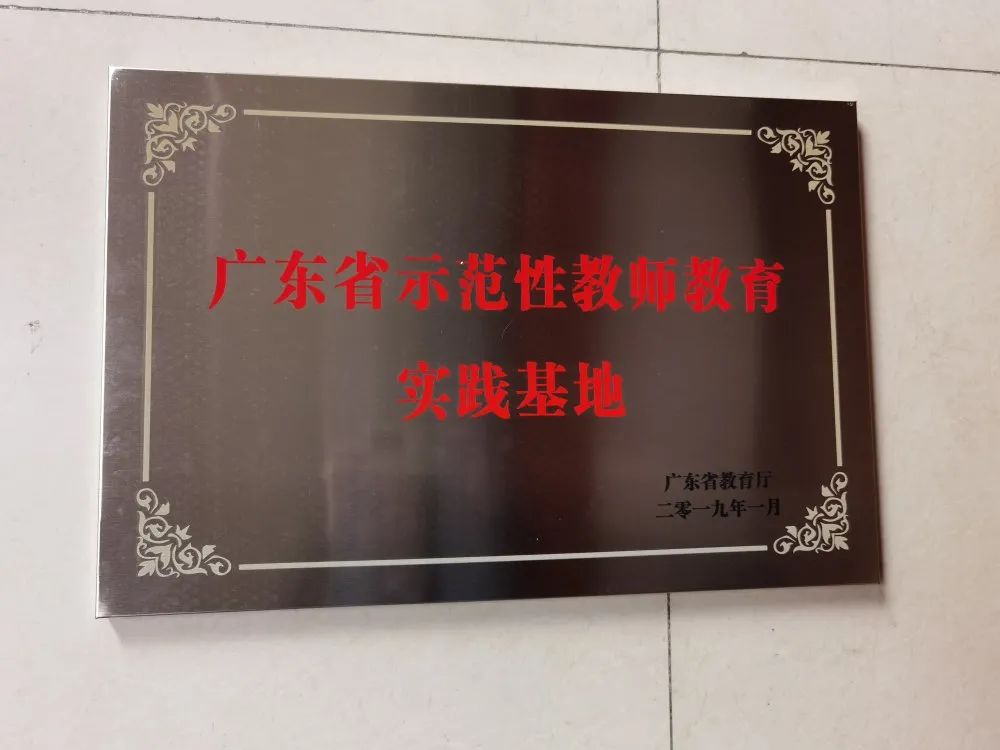 广东省示范性教师教育
实践基地
广东省教育厅
二零一九年一月